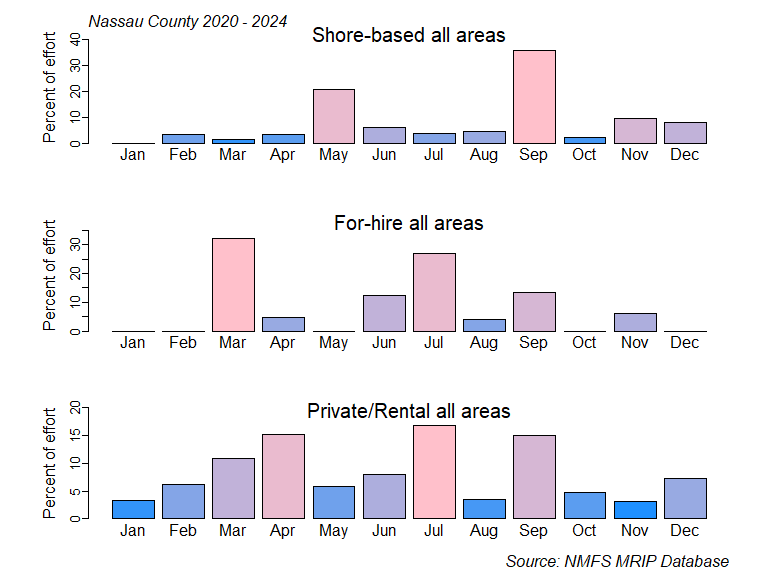 Nassau County 2020 - 2024
Shore-based all areas
Percent of effort
0 10 20 30 40
Jan Feb Mar Apr May Jun Jul Aug Sep Oct Nov Dec
For-hire all areas
Percent of effort
0 10 20 30
Jan Feb Mar Apr May Jun Jul Aug Sep Oct Nov Dec
Private/Rental all areas
Percent of effort
0 5 10 15 20
Jan Feb Mar Apr May Jun Jul Aug Sep Oct Nov Dec
Source: NMFS MRIP Database